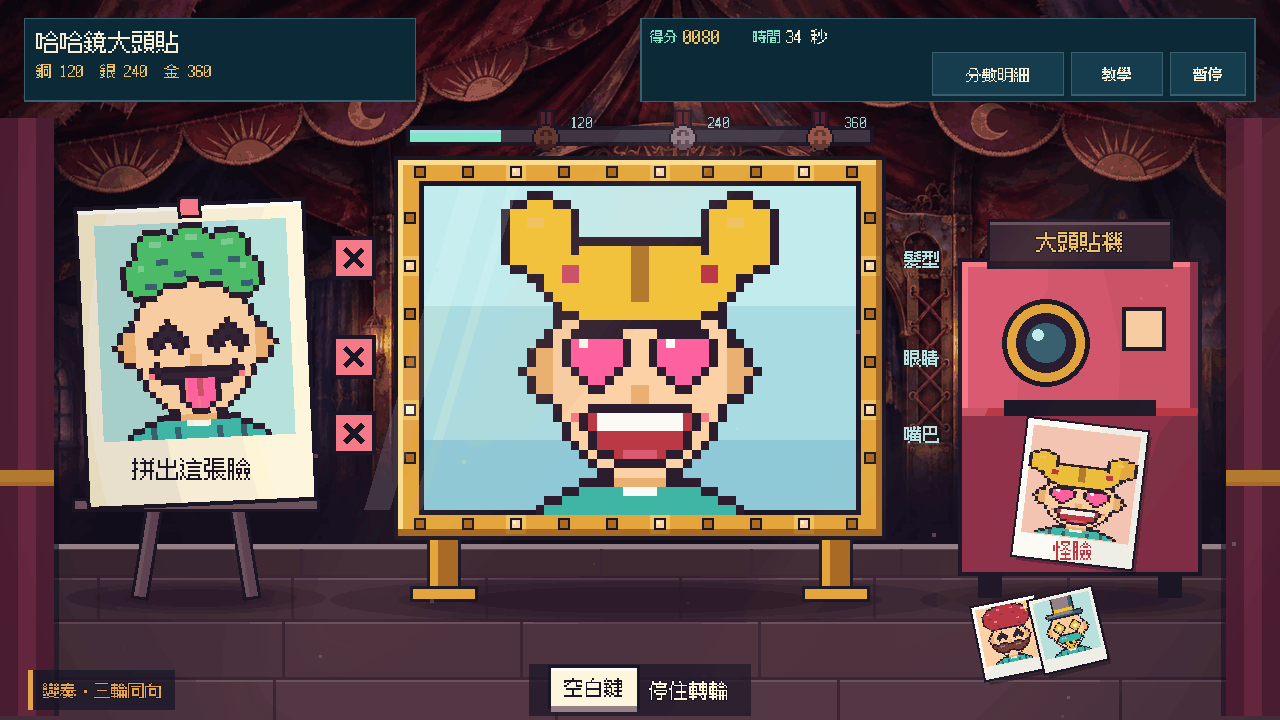 哈哈鏡大頭貼
銅 120 銀 240 金 360
得分 0080 時間 34 秒
分數明細 教學 暫停
120 240 360
髮型
眼睛
嘴巴
大頭貼機
拼出這張臉
怪臉
變奏・三輪同句
空白鍵 停住轉輪